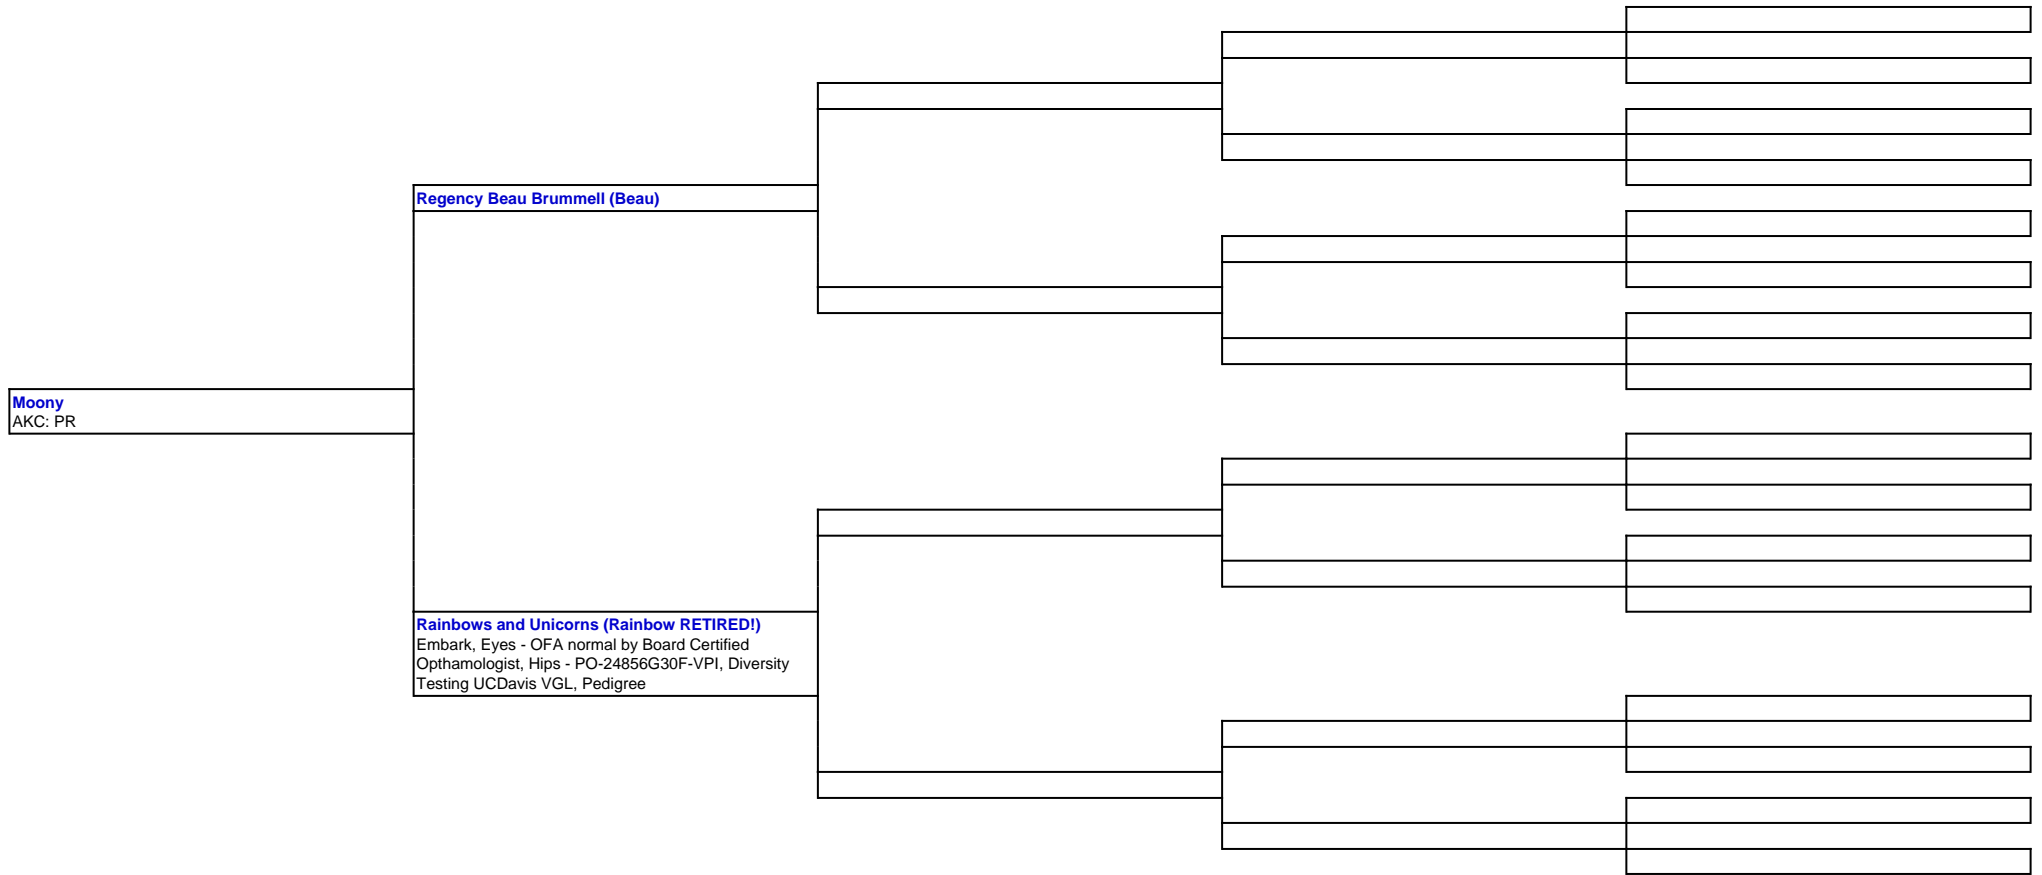 Regency Beau Brummell (Beau)
Moony
AKC: PR
Rainbows and Unicorns (Rainbow RETIRED!)
Embark, Eyes - OFA normal by Board Certified
Opthamologist, Hips - PO-24856G30F-VPI, Diversity
Testing UCDavis VGL, Pedigree